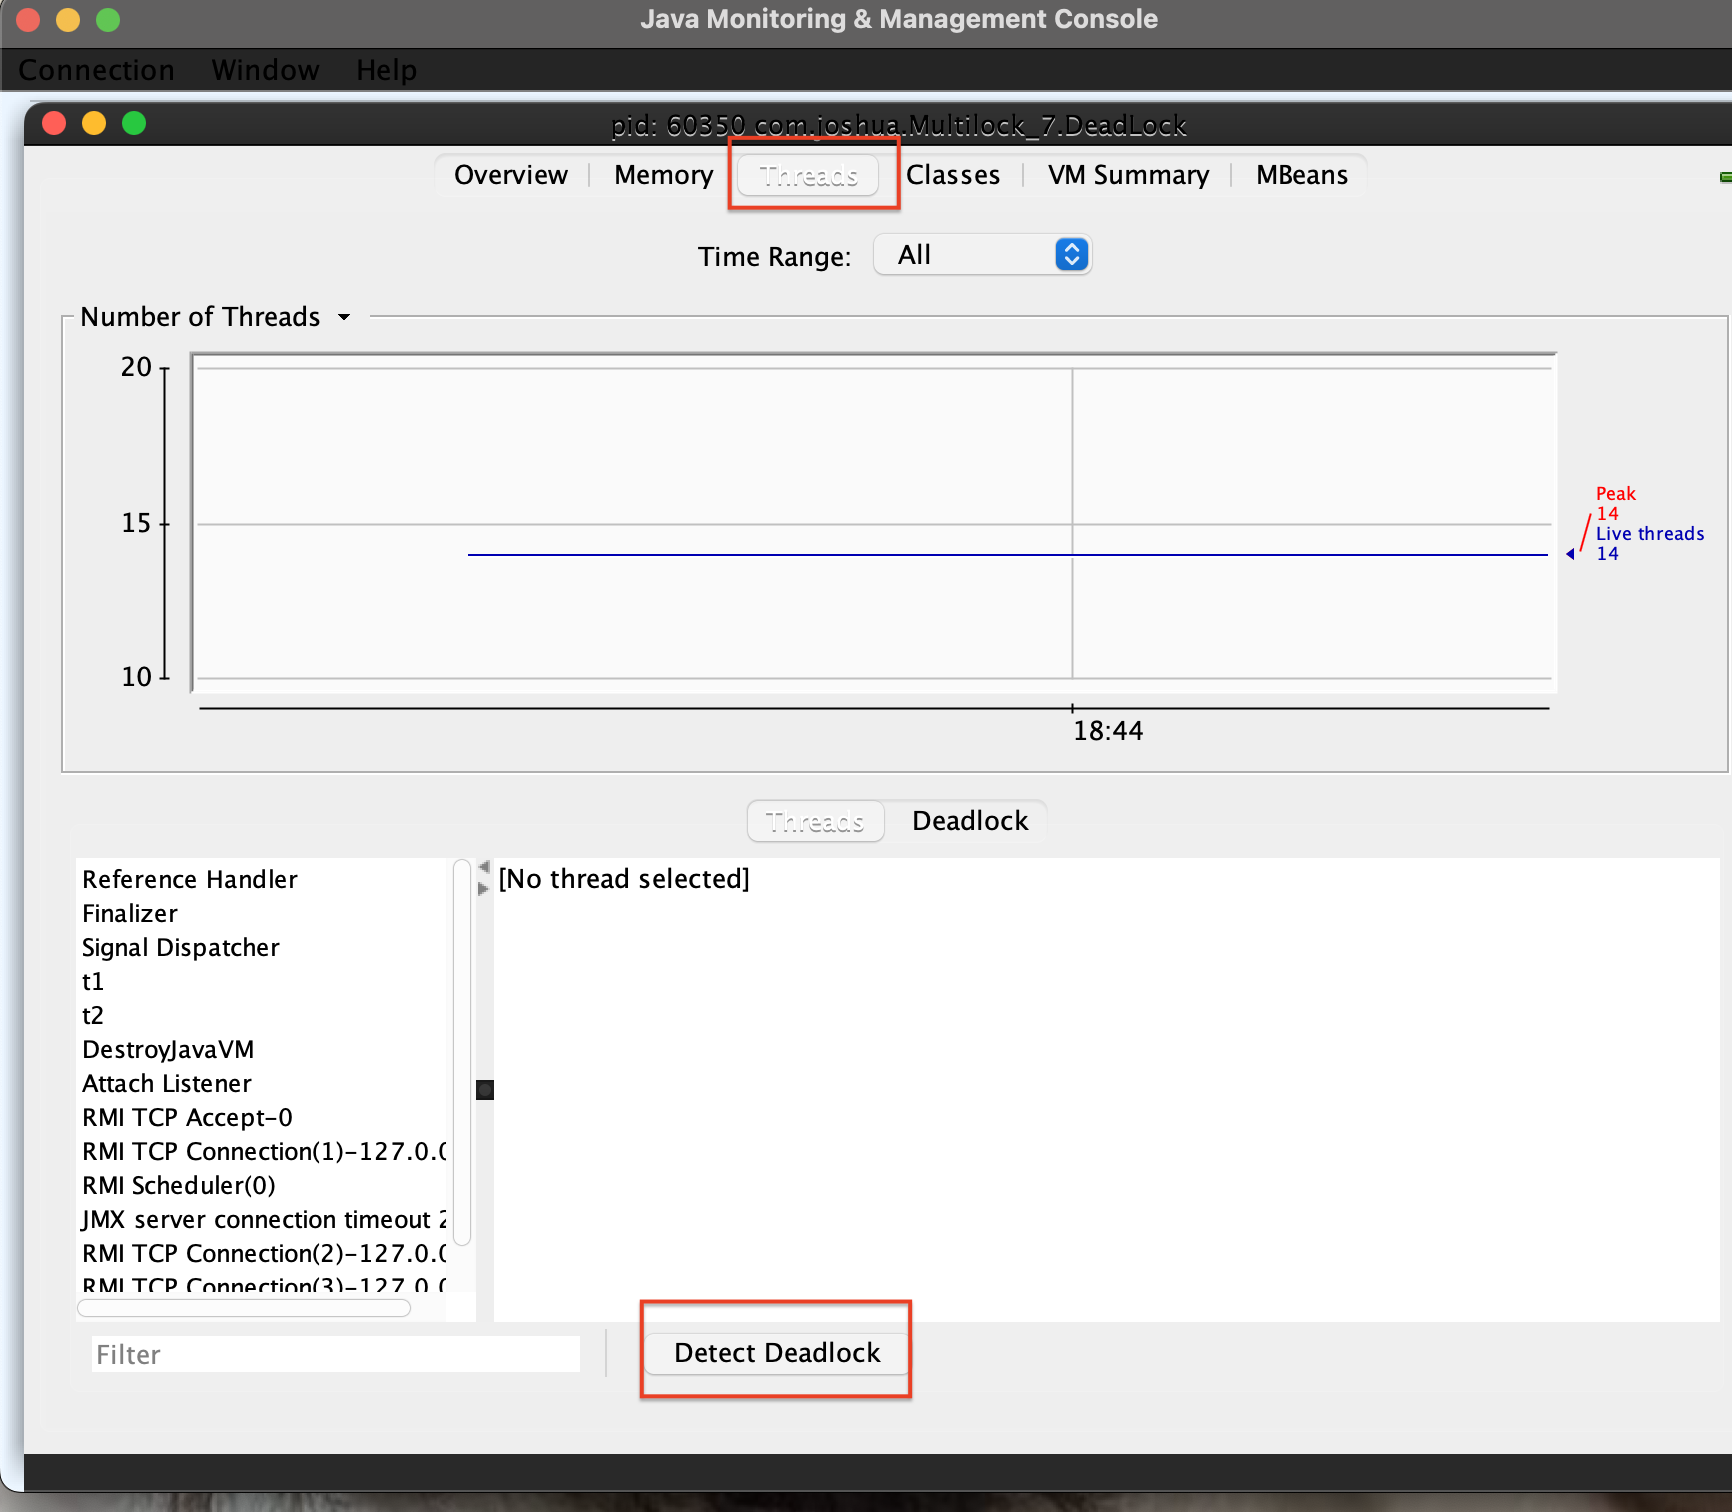 Java Monitoring & Management Console
Connection Window Help
pid: 60350 com.joshua.Multilock_7.DeadLock
Overview Memory Threads Classes VM Summary MBeans
Time Range: All
Number of Threads
20
15
10
Peak
14
Live threads
14
18:44
Threads Deadlock
Reference Handler
Finalizer
Signal Dispatcher
t1
t2
DestroyJavaVM
Attach Listener
RMI TCP Accept-0
RMI TCP Connection(1)-127.0.0
RMI Scheduler(0)
JMX server connection timeout 2
RMI TCP Connection(2)-127.0.0
RMI TCP Connection(3)-127.0.0
[No thread selected]
Filter
Detect Deadlock